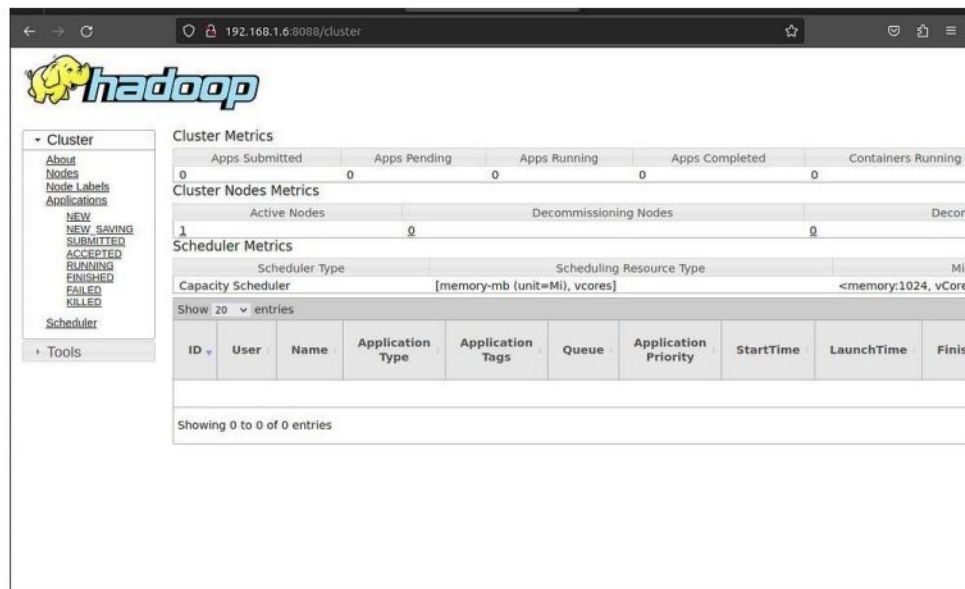 192.168.1.6:8088/cluster
hadoop
Cluster
About
Nodes
Node Labels
Applications
NEW
NEW_SAVING
SUBMITTED
ACCEPTED
RUNNING
FINISHED
FAILED
KILLED
Scheduler
Tools
Cluster Metrics
Apps Submitted Apps Pending Apps Running Apps Completed Containers Running
0 0 0 0 0
Cluster Nodes Metrics
Active Nodes Decommissioning Nodes Decom
1 0 0
Scheduler Metrics
Scheduler Type Scheduling Resource Type Mi
Capacity Scheduler [memory-mb (unit=Mi), vcores] <memory:1024, vCore
Show 20 entries
ID User Name Application Type Application Tags Queue Application Priority StartTime LaunchTime Finis
Showing 0 to 0 of 0 entries